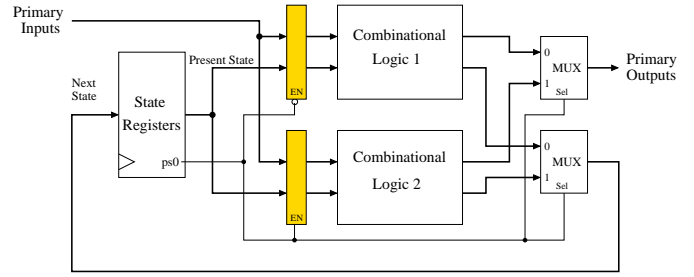 Primary
Inputs
Combinational
Logic 1
EN
0
1
MUX
Sel
Primary
Outputs
Present State
Next
State
State
Registers
ps0
Combinational
Logic 2
EN
0
1
MUX
Sel